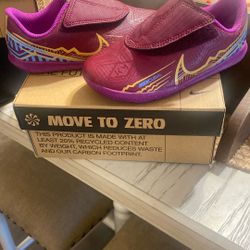 MOVE TO ZERO
THIS PRODUCT IS MADE WITH AT
LEAST 20% RECYCLED CONTENT
BY WEIGHT, WHICH REDUCES WASTE
AND OUR CARBON FOOTPRINT.